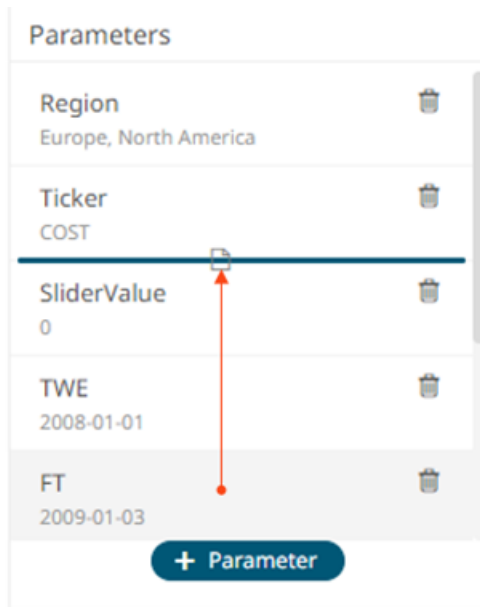 Parameters
Region
Europe, North America
Ticker
COST
SliderValue
0
TWE
2008-01-01
FT
2009-01-03
+ Parameter